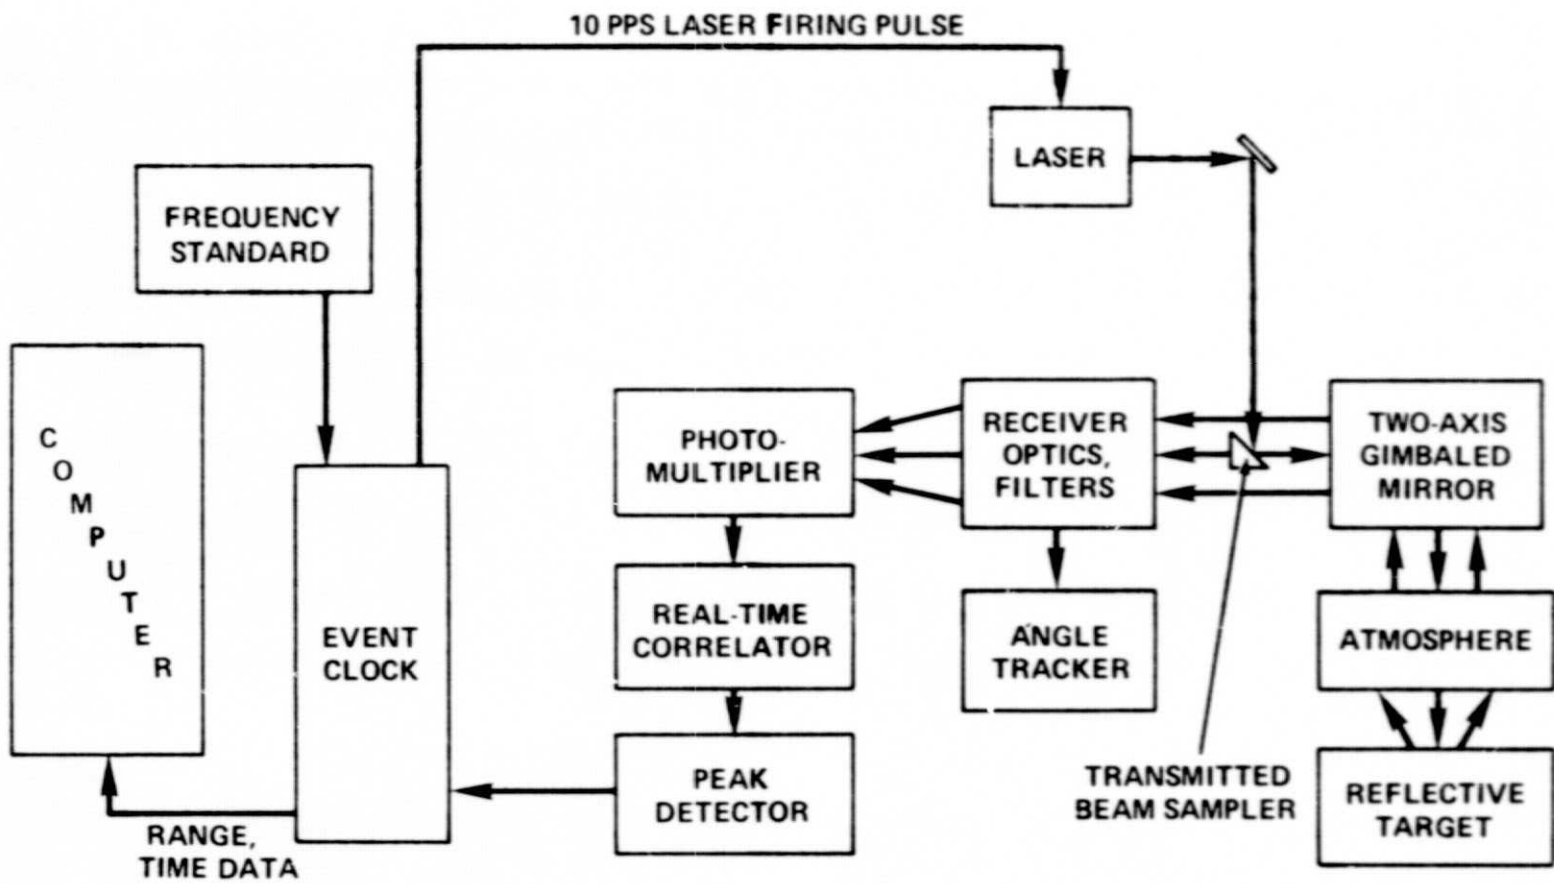 10 PPS LASER FIRING PULSE
LASER
FREQUENCY
STANDARD
COMPUTER
PHOTO-
MULTIPLIER
RECEIVER
OPTICS,
FILTERS
TWO-AXIS
GIMBALED
MIRROR
EVENT
CLOCK
REAL-TIME
CORRELATOR
ANGLE
TRACKER
ATMOSPHERE
PEAK
DETECTOR
TRANSMITTED
BEAM SAMPLER
REFLECTIVE
TARGET
RANGE,
TIME DATA